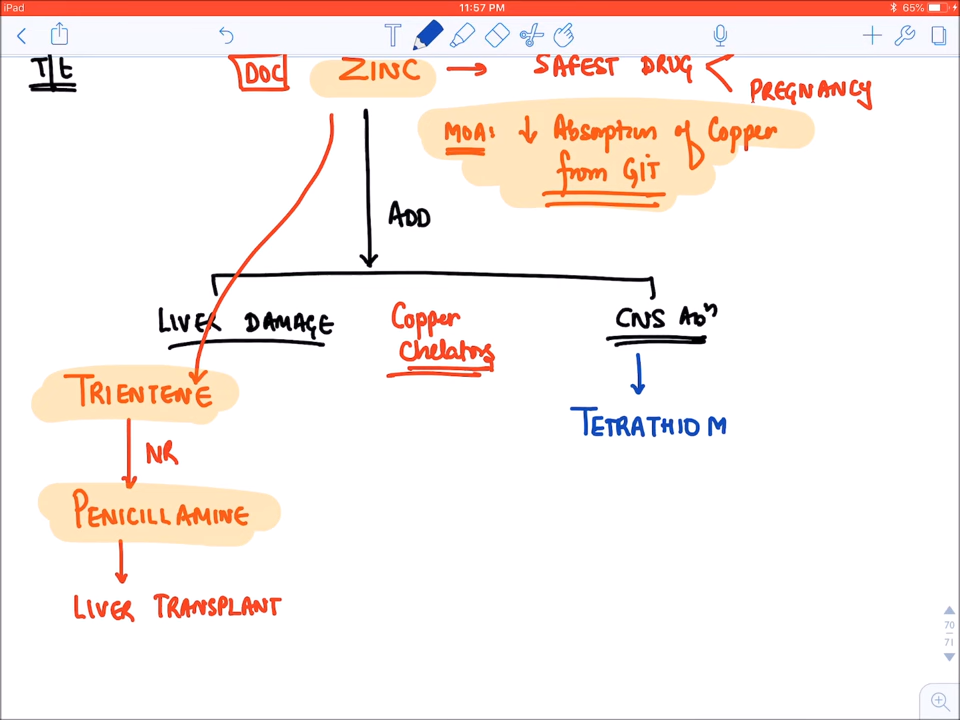 iPad
11:57 PM
65%
T
T/t
DOC
ZINC
SAFEST DRUG
PREGNANCY
MOA: ↓ Absorption of Copper
from GIT
ADD
LIVER DAMAGE
Copper
Chelators
CNS Abⁿ
TRIENTENE
TETRATHIOM
NR
PENICILLAMINE
LIVER TRANSPLANT
70
71